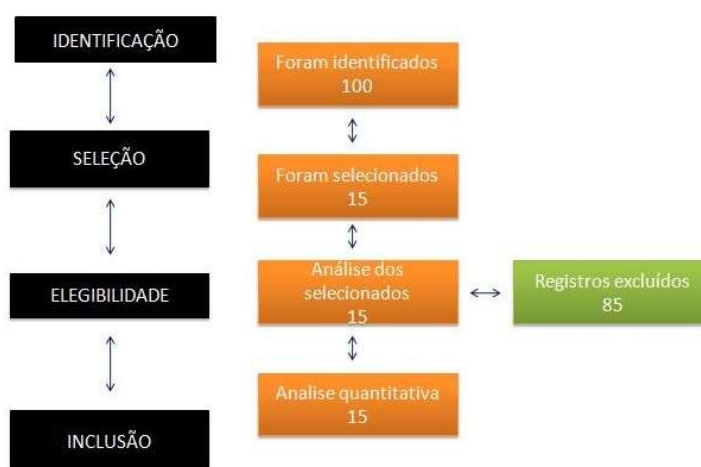 IDENTIFICAÇÃO
Foram identificados
100
SELEÇÃO
Foram selecionados
15
ELEGIBILIDADE
Análise dos
selecionados
15
Registros excluídos
85
INCLUSÃO
Analise quantitativa
15